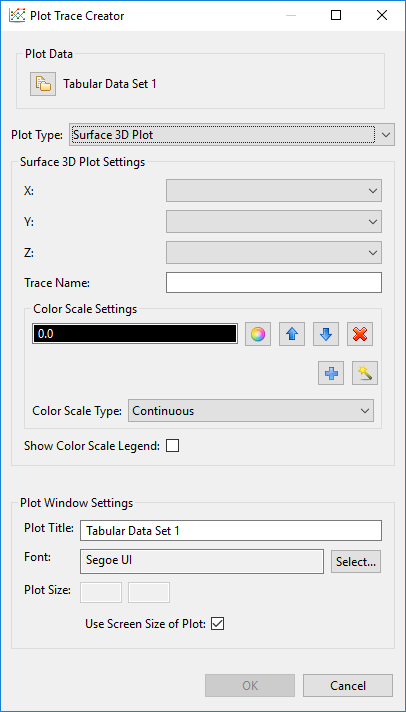 Plot Trace Creator
Plot Data
Tabular Data Set 1
Plot Type: Surface 3D Plot
Surface 3D Plot Settings
X:
Y:
Z:
Trace Name:
Color Scale Settings
0.0
Color Scale Type: Continuous
Show Color Scale Legend:
Plot Window Settings
Plot Title: Tabular Data Set 1
Font: Segoe UI Select...
Plot Size:
Use Screen Size of Plot:
OK Cancel